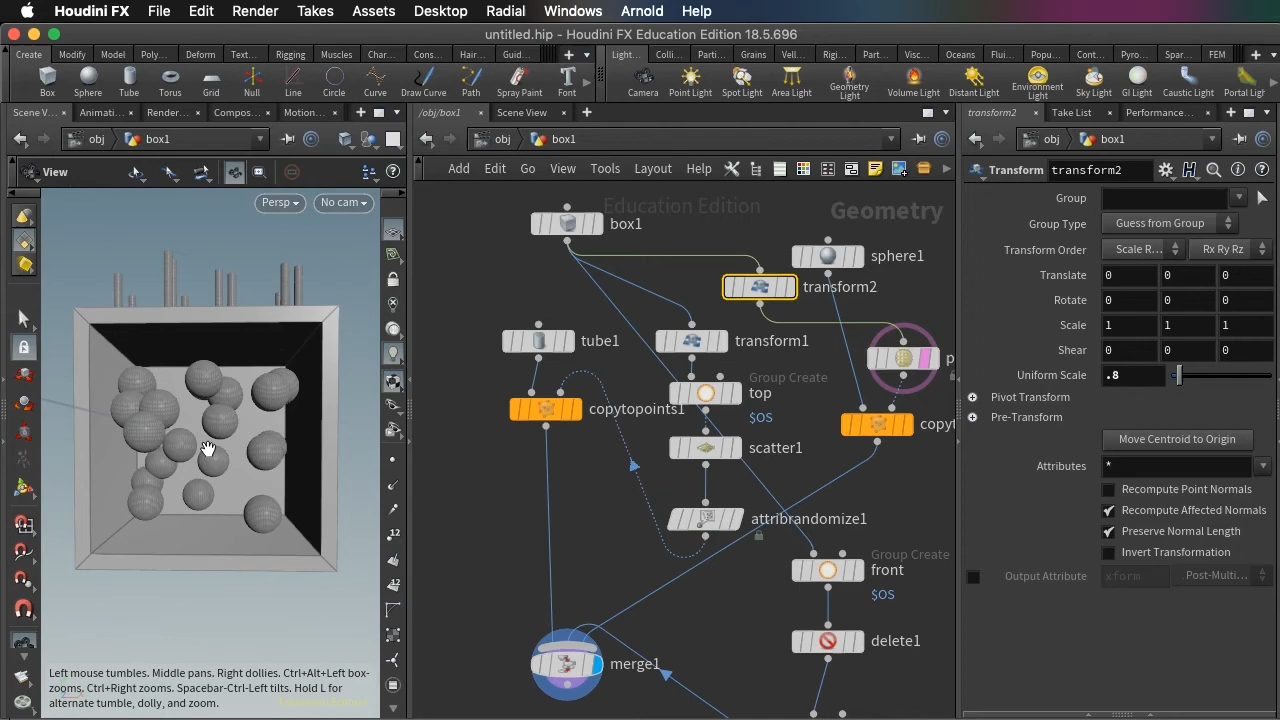 Houdini FX File Edit Render Takes Assets Desktop Radial Windows Arnold Help
untitled.hip - Houdini FX Education Edition 18.5.696
Create Modify Model Poly... Deform Text... Rigging Muscles Char... Cons... Hair... Guid...
Light... Colli... Parti... Grains Vell... Rigi... Part... Visc... Oceans Flui... Popu... Cont... Pyro... Spar... FEM
Box Sphere Tube Torus Grid Null Line Circle Curve Draw Curve Path Spray Paint Font
Camera Point Light Spot Light Area Light Geometry Light Volume Light Distant Light Environment Light Sky Light GI Light Caustic Light Portal Ligh
Scene V... Animati... Render... Compos... Motion...
/obj/box1 Scene View
transform2 Take List Performance...
obj box1
obj box1
obj box1
View
Add Edit Go View Tools Layout Help
Transform transform2
Persp
No cam
Education Edition
Geometry
box1
sphere1
transform2
tube1
transform1
Group Create
top
$OS
copytopoints1
scatter1
attribrandomize1
p
copyt
Group Create
front
$OS
delete1
merge1
Left mouse tumbles. Middle pans. Right dollies. Ctrl+Alt+Left box-
zooms. Ctrl+Right zooms. Spacebar-Ctrl-Left tilts. Hold L for
alternate tumble, dolly, and zoom.
Education Edition
12
12
Group
Group Type Guess from Group
Transform Order Scale R... Rx Ry Rz
Translate 0 0 0
Rotate 0 0 0
Scale 1 1 1
Shear 0 0 0
Uniform Scale .8
Pivot Transform
Pre-Transform
Move Centroid to Origin
Attributes *
Recompute Point Normals
Recompute Affected Normals
Preserve Normal Length
Invert Transformation
Output Attribute xform Post-Multi...